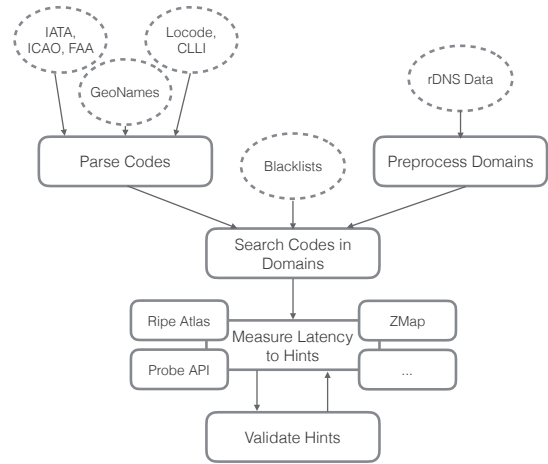 IATA,
ICAO, FAA
Locode,
CLLI
GeoNames
rDNS Data
Parse Codes
Blacklists
Preprocess Domains
Search Codes in
Domains
Ripe Atlas
ZMap
Measure Latency
to Hints
Probe API
...
Validate Hints